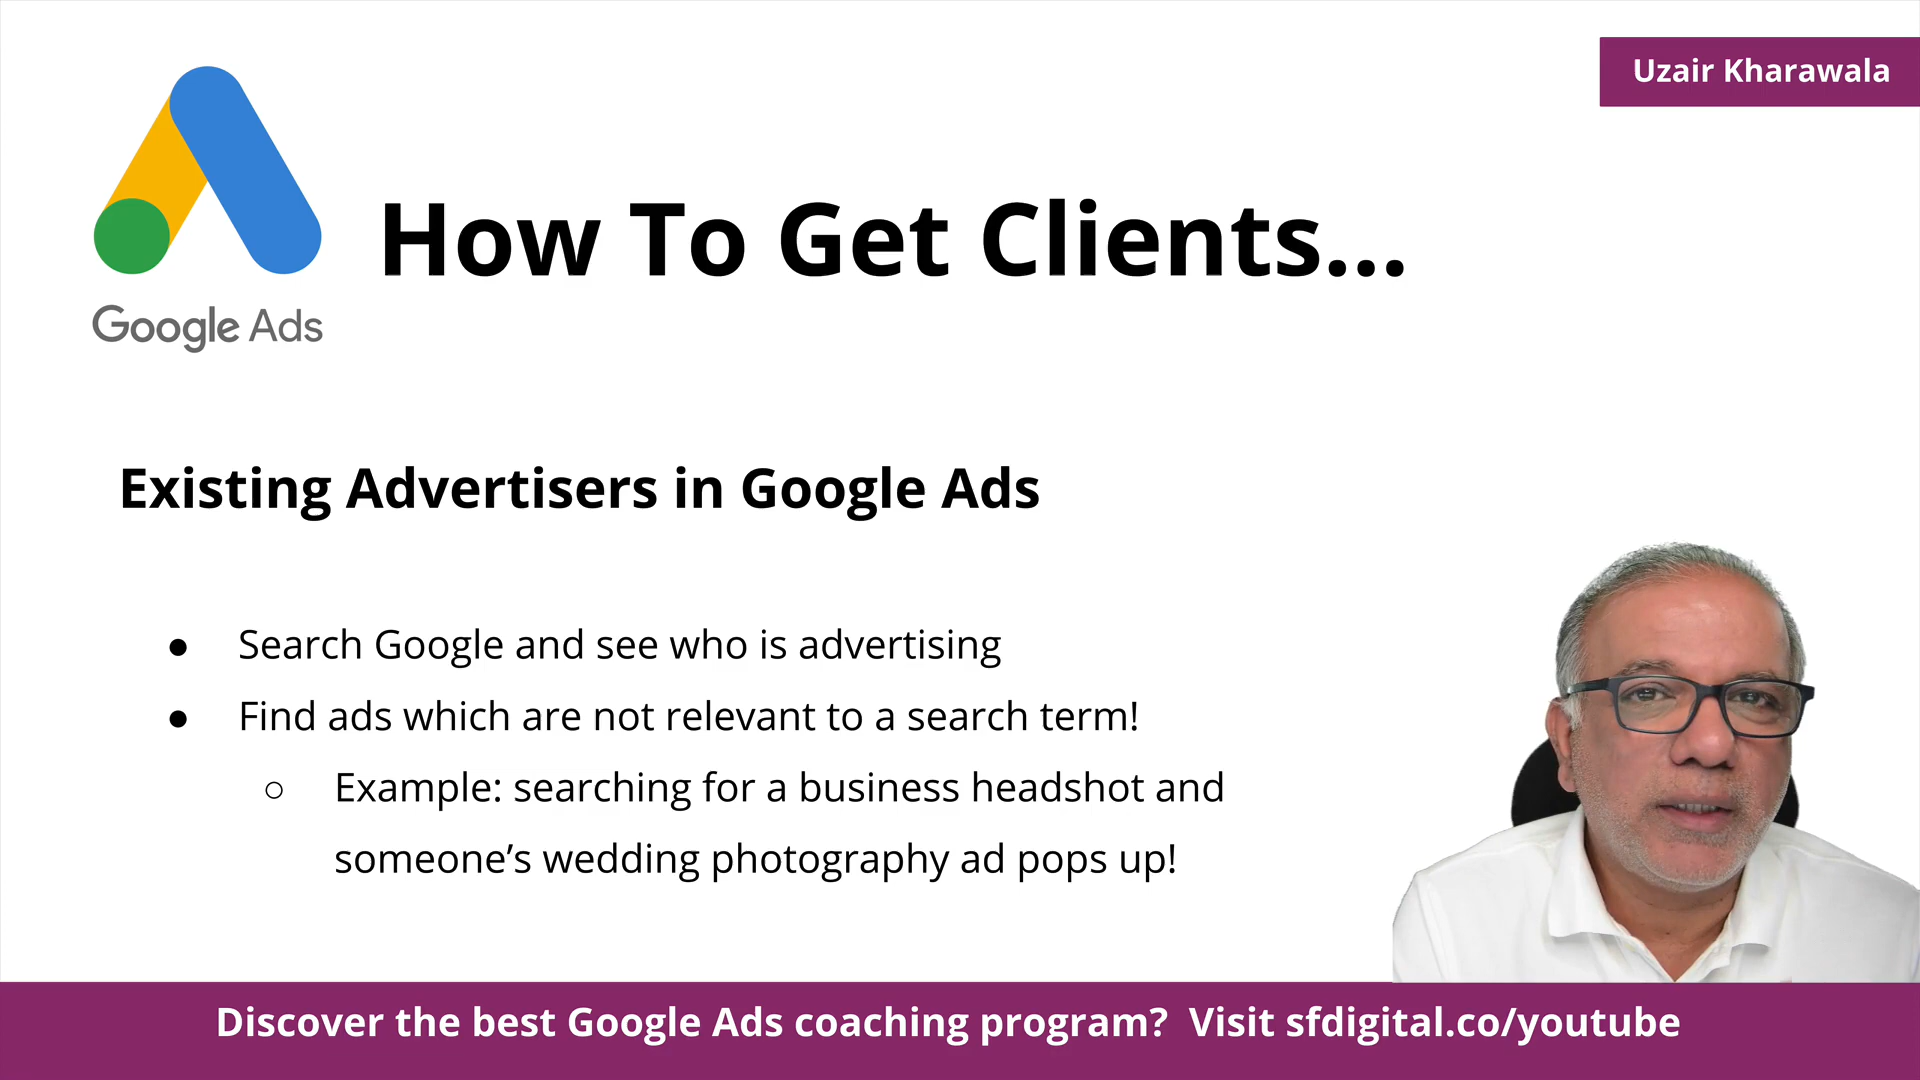 Uzair Kharawala
How To Get Clients...
Google Ads
Existing Advertisers in Google Ads
● Search Google and see who is advertising
● Find ads which are not relevant to a search term!
○ Example: searching for a business headshot and
someone’s wedding photography ad pops up!
Discover the best Google Ads coaching program? Visit sfdigital.co/youtube